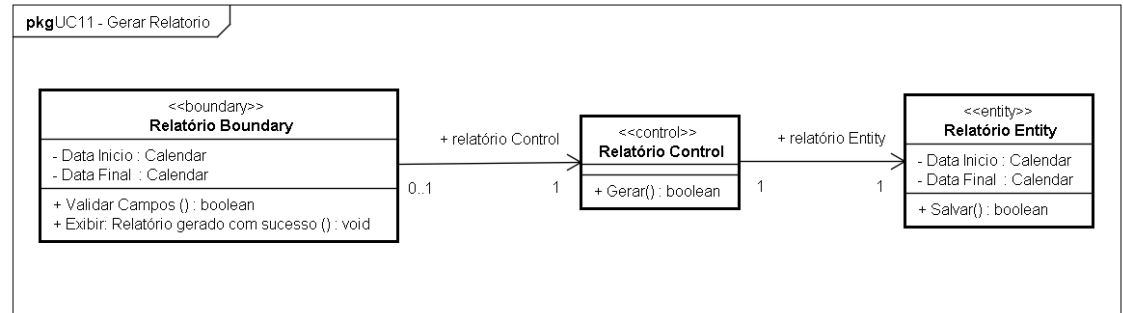 pkgUC11 - Gerar Relatorio
<<boundary>>
Relatório Boundary
- Data Inicio : Calendar
- Data Final : Calendar
+ Validar Campos () : boolean
+ Exibir: Relatório gerado com sucesso () : void
+ relatório Control
0..1
1
<<control>>
Relatório Control
+ Gerar() : boolean
+ relatório Entity
1
1
<<entity>>
Relatório Entity
- Data Inicio : Calendar
- Data Final : Calendar
+ Salvar() : boolean